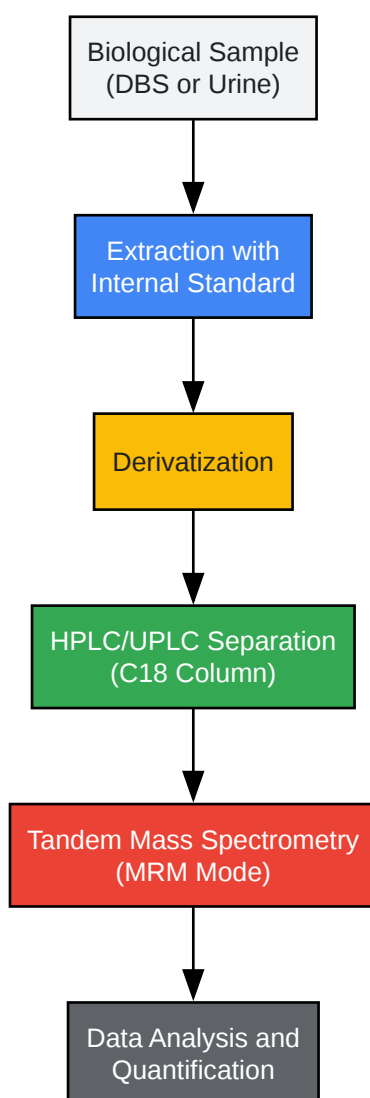 Biological Sample
(DBS or Urine)
Extraction with
Internal Standard
Derivatization
HPLC/UPLC Separation
(C18 Column)
Tandem Mass Spectrometry
(MRM Mode)
Data Analysis and
Quantification